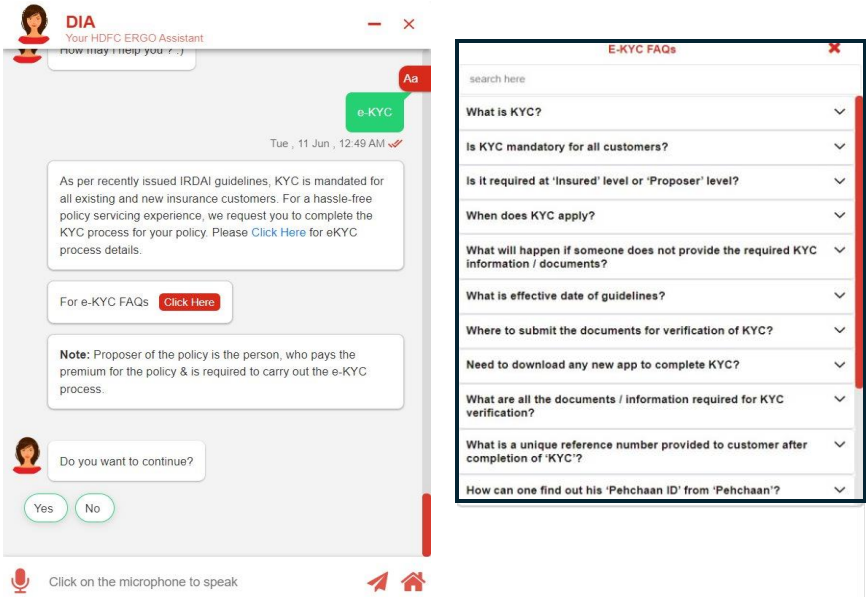 DIA
Your HDFC ERGO Assistant
How may I help you ? :)
Aa
e-KYC
Tue , 11 Jun , 12:49 AM
As per recently issued IRDAI guidelines, KYC is mandated for
all existing and new insurance customers. For a hassle-free
policy servicing experience, we request you to complete the
KYC process for your policy. Please Click Here for eKYC
process details.
For e-KYC FAQs Click Here
Note: Proposer of the policy is the person, who pays the
premium for the policy & is required to carry out the e-KYC
process.
Do you want to continue?
Yes No
Click on the microphone to speak
E-KYC FAQs
search here
What is KYC?
Is KYC mandatory for all customers?
Is it required at ‘Insured’ level or ‘Proposer’ level?
When does KYC apply?
What will happen if someone does not provide the required KYC
information / documents?
What is effective date of guidelines?
Where to submit the documents for verification of KYC?
Need to download any new app to complete KYC?
What are all the documents / information required for KYC
verification?
What is a unique reference number provided to customer after
completion of ‘KYC’?
How can one find out his ‘Pehchaan ID’ from ‘Pehchaan’?